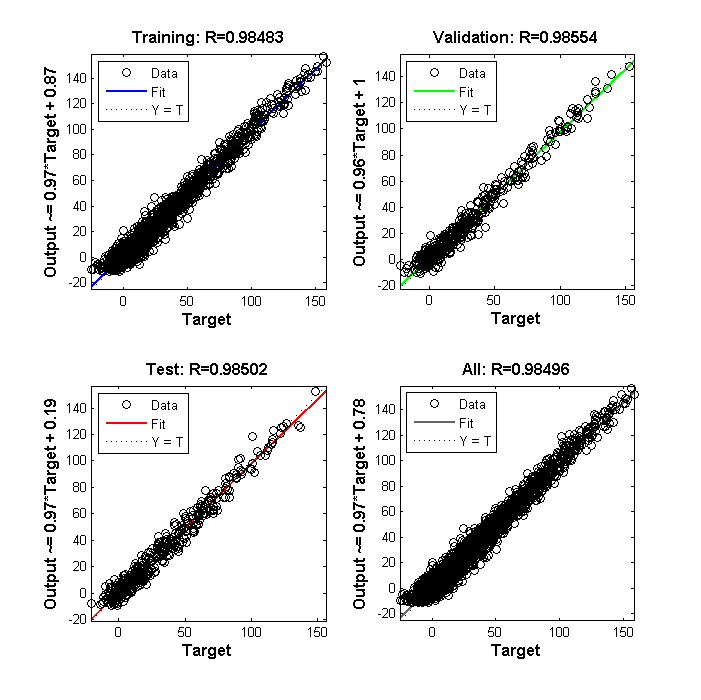 Training: R=0.98483
Output ~= 0.97*Target + 0.87
140
120
100
80
60
40
20
0
-20
Data
Fit
Y = T
0 50 100 150
Target
Validation: R=0.98554
Output ~= 0.96*Target + 1
140
120
100
80
60
40
20
0
-20
Data
Fit
Y = T
0 50 100 150
Target
Test: R=0.98502
Output ~= 0.97*Target + 0.19
140
120
100
80
60
40
20
0
-20
Data
Fit
Y = T
0 50 100 150
Target
All: R=0.98496
Output ~= 0.97*Target + 0.78
140
120
100
80
60
40
20
0
-20
Data
Fit
Y = T
0 50 100 150
Target